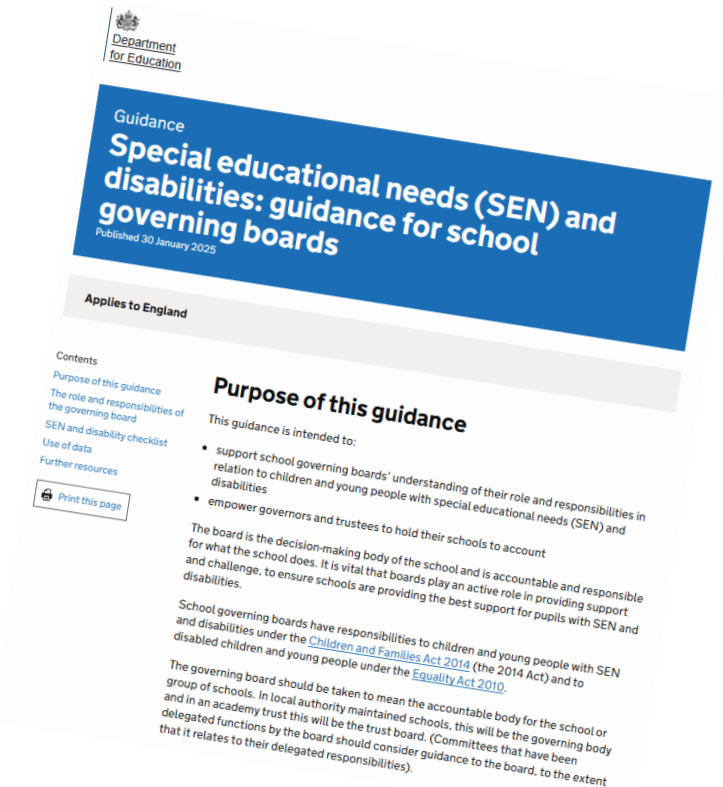 Department
for Education
Guidance
Special educational needs (SEN) and
disabilities: guidance for school
governing boards
Published 30 January 2025
Applies to England
Contents
Purpose of this guidance
The role and responsibilities of
the governing board
SEN and disability checklist
Use of data
Further resources
Print this page
Purpose of this guidance
This guidance is intended to:
• support school governing boards' understanding of their role and responsibilities in
relation to children and young people with special educational needs (SEN) and
disabilities
• empower governors and trustees to hold their schools to account
The board is the decision-making body of the school and is accountable and responsible
for what the school does. It is vital that boards play an active role in providing support
and challenge, to ensure schools are providing the best support for pupils with SEN and
disabilities.
School governing boards have responsibilities to children and young people with SEN
and disabilities under the Children and Families Act 2014 (the 2014 Act) and to
disabled children and young people under the Equality Act 2010.
The governing board should be taken to mean the accountable body for the school or
group of schools. In local authority maintained schools, this will be the governing body
and in an academy trust this will be the trust board. (Committees that have been
delegated functions by the board should consider guidance to the board, to the extent
that it relates to their delegated responsibilities).